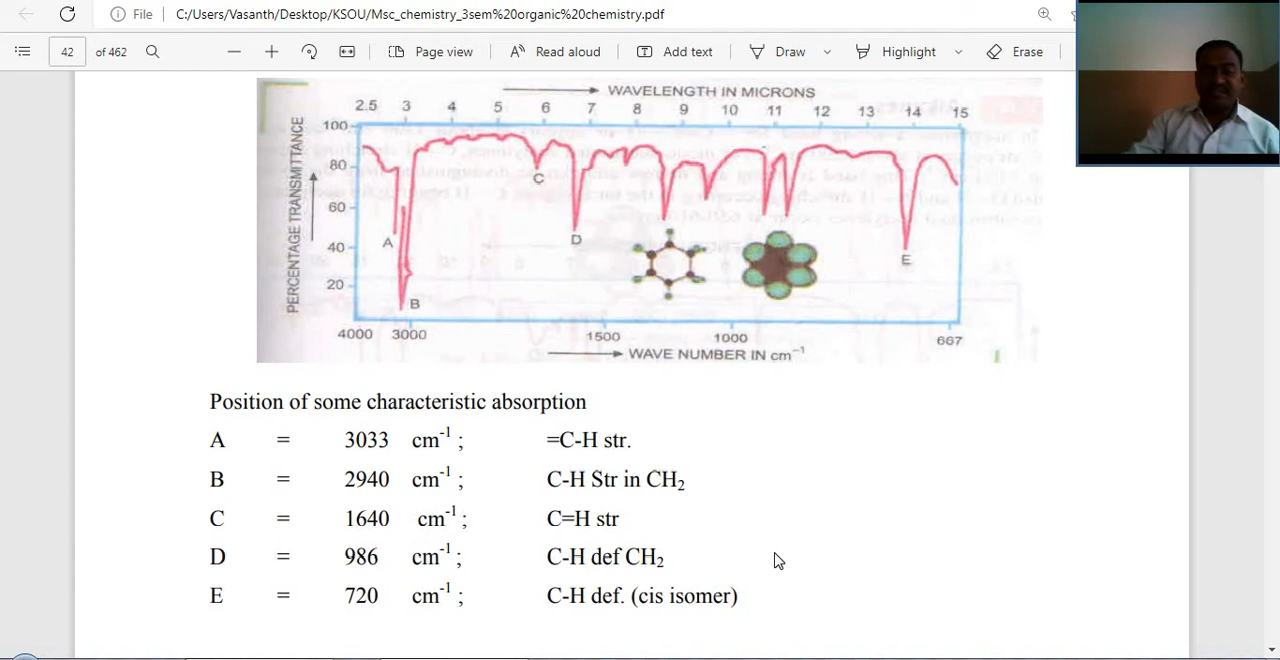 File C:/Users/Vasanth/Desktop/KSOU/Msc_chemistry_3sem%20organic%20chemistry.pdf
42 of 462 Page view Read aloud Add text Draw Highlight Erase
WAVELENGTH IN MICRONS
2.5 3 4 5 6 7 8 9 10 11 12 13 14 15
PERCENTAGE TRANSMITTANCE
100
80
60
40
20
A
B
C
D
E
4000 3000 1500 1000 667
WAVE NUMBER IN cm-1
Position of some characteristic absorption
A = 3033 cm-1 ; =C-H str.
B = 2940 cm-1 ; C-H Str in CH2
C = 1640 cm-1 ; C=H str
D = 986 cm-1 ; C-H def CH2
E = 720 cm-1 ; C-H def. (cis isomer)